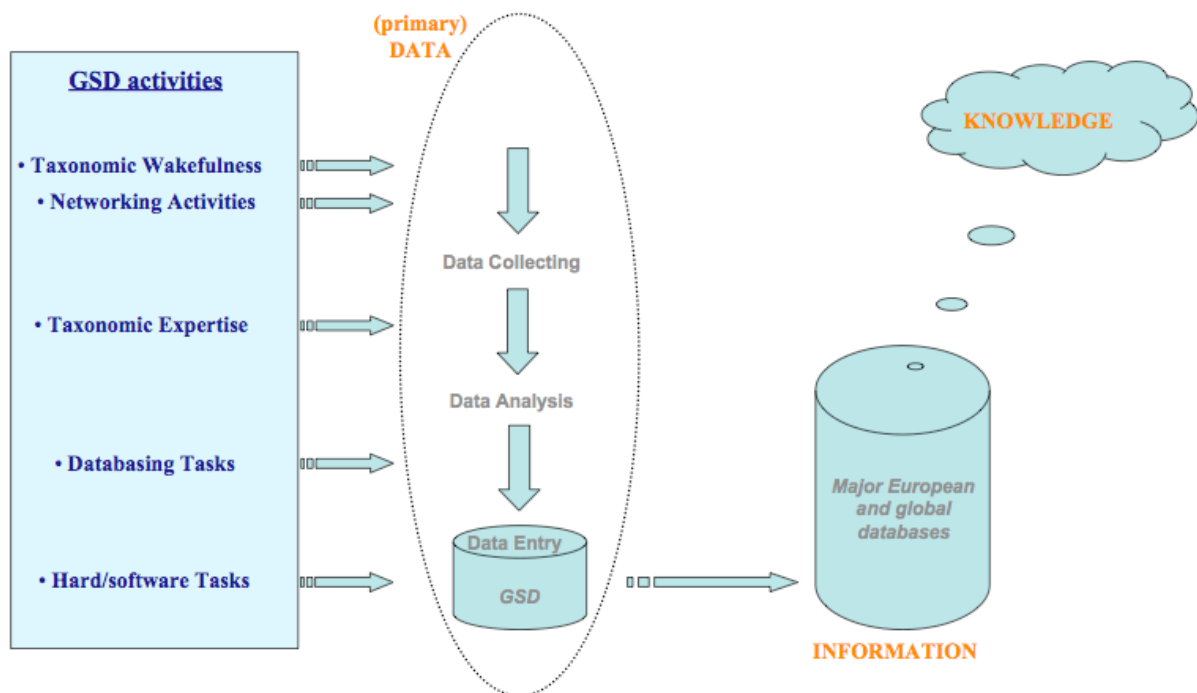 GSD activities
• Taxonomic Wakefulness
• Networking Activities
• Taxonomic Expertise
• Databasing Tasks
• Hard/software Tasks
(primary)
DATA
Data Collecting
Data Analysis
Data Entry
GSD
Major European
and global
databases
INFORMATION
KNOWLEDGE